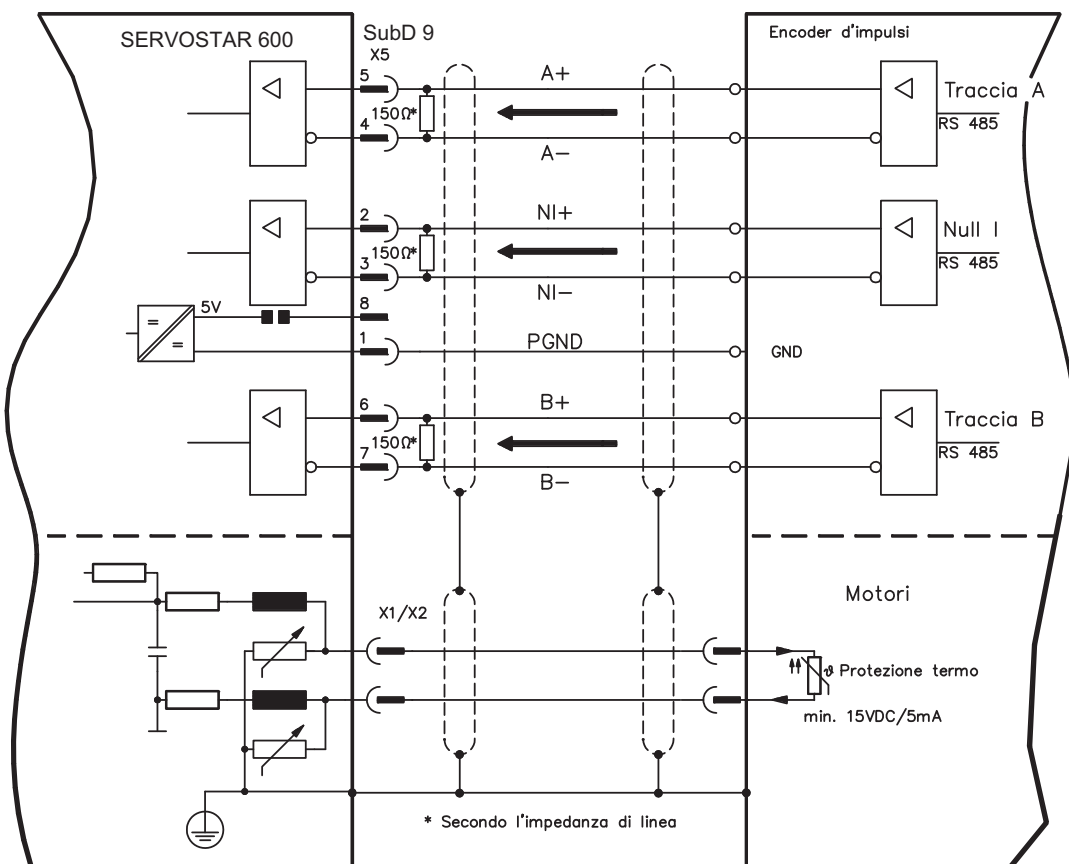 SERVOSTAR 600
SubD 9
X5
Encoder d'impulsi
5
A+
150Ω*
4
A-
Traccia A
RS 485
2
NI+
150Ω*
3
NI-
Null I
RS 485
5V
8
=
=
1
PGND
GND
6
B+
150Ω*
7
B-
Traccia B
RS 485
X1/X2
Motori
ϑ Protezione termo
min. 15VDC/5mA
* Secondo l'impedanza di linea